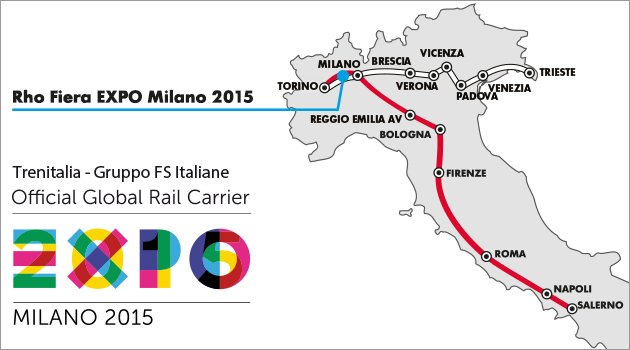 Rho Fiera EXPO Milano 2015
Trenitalia - Gruppo FS Italiane
Official Global Rail Carrier
EXPO
2015
MILANO 2015
TORINO
MILANO
BRESCIA
VERONA
VICENZA
PADOVA
VENEZIA
TRIESTE
REGGIO EMILIA AV
BOLOGNA
FIRENZE
ROMA
NAPOLI
SALERNO